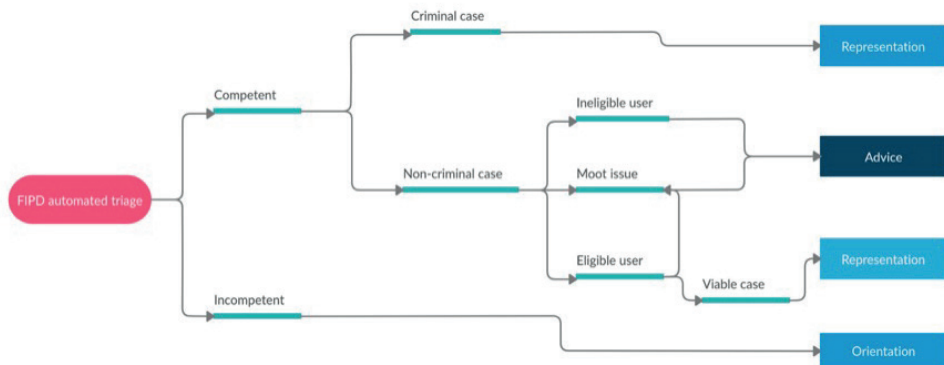 Criminal case
Representation
Competent
Ineligible user
Advice
Non-criminal case
Moot issue
FIPD automated triage
Eligible user
Representation
Viable case
Incompetent
Orientation